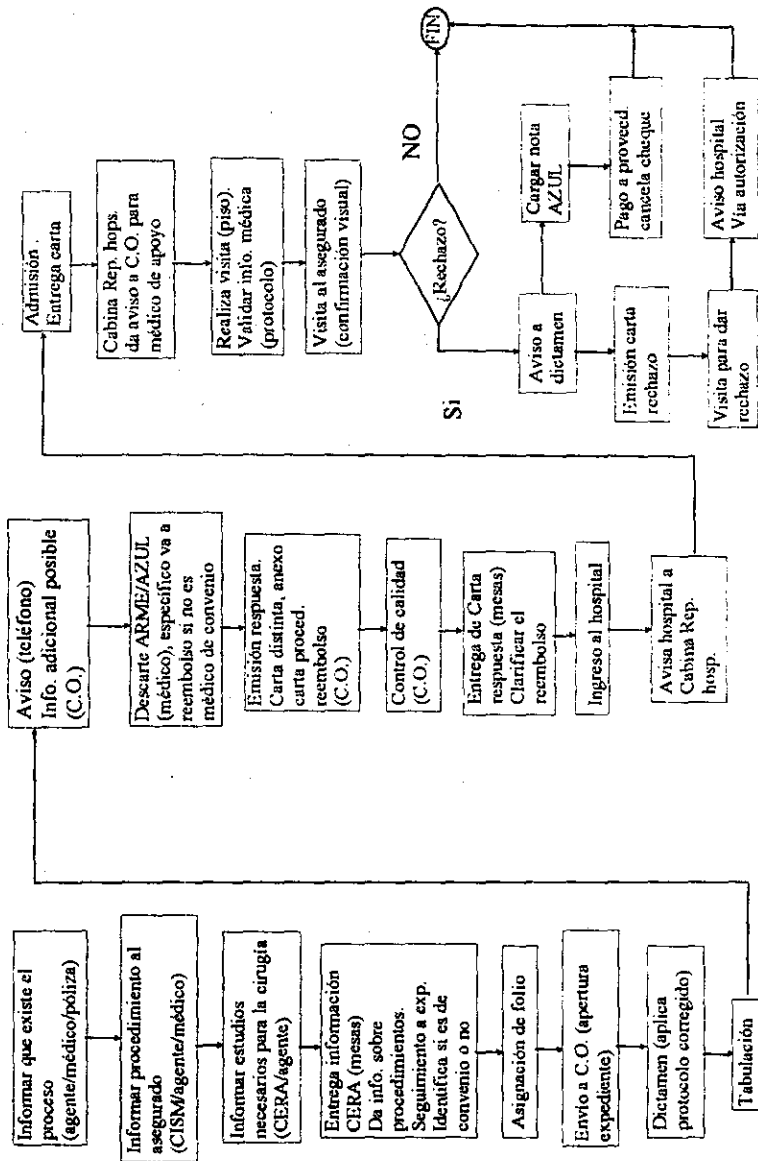 Informar que existe el
proceso
(agente/médico/póliza)
Informar procedimiento al
asegurado
(CISM/agente/médico)
Informar estudios
necesarios para la cirugía
(CERA/agente)
Entrega información
CERA (mesas)
Da info. sobre
procedimientos.
Seguimiento a exp.
Identifica si es de
convenio o no
Asignación de folio
Envio a C.O. (apertura
expediente)
Dictamen (aplica
protocolo corregido)
Tabulación
Aviso (teléfono)
Info. adicional posible
(C.O.)
Descarte ARME/AZUL
(médico), especifico va a
reembolso si no es
médico de convenio
Emisión respuesta.
Carta distinta, anexo
carta proced.
reembolso
(C.O.)
Control de calidad
(C.O.)
Entrega de Carta
respuesta (mesas)
Clarificar el
reembolso
Ingreso al hospital
Avisa hospital a
Cabina Rep.
hosp.
Admisión .
Entrega carta
Cabina Rep. hops.
da aviso a C.O. para
médico de apoyo
Realiza visita (piso).
Validar info. médica
(protocolo)
Visita al asegurado
(confirmación visual)
¿Rechazo?
NO
FIN
Si
Aviso a
dictamen
Cargar nota
AZUL
Emisión carta
rechazo
Pago a proveed.
cancela cheque
Visita para dar
rechazo
Aviso hospital
Via autorización